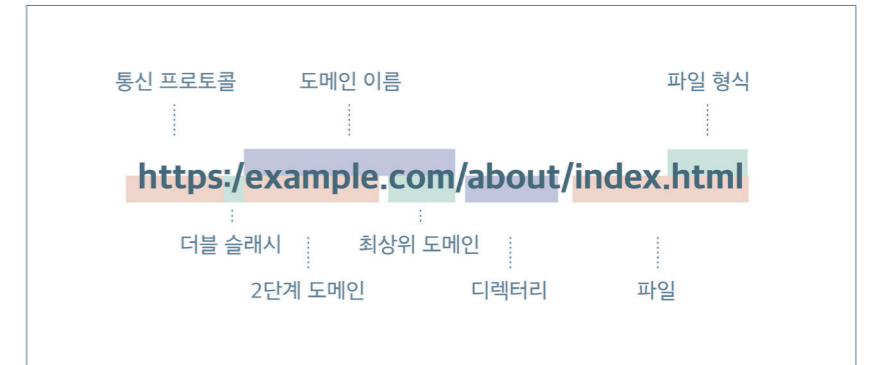 통신 프로토콜 도메인 이름 파일 형식
https:/example.com/about/index.html
더블 슬래시 최상위 도메인
2단계 도메인 디렉터리 파일